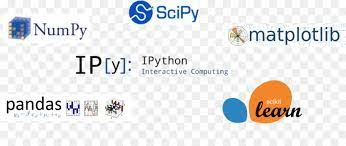 SciPy
NumPy
matplotlib
IP[y]:
IPython
Interactive Computing
pandas
scikit
learn